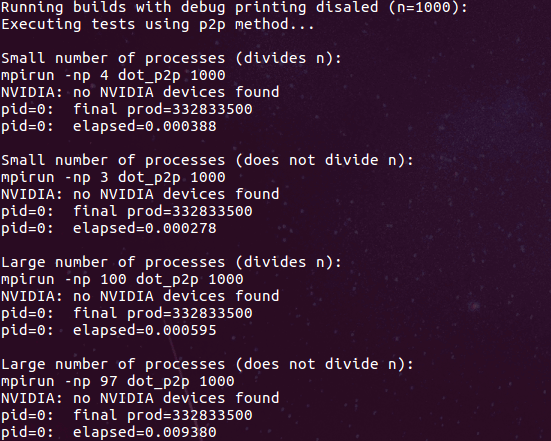 Running builds with debug printing disaled (n=1000):
Executing tests using p2p method...
Small number of processes (divides n):
mpirun -np 4 dot_p2p 1000
NVIDIA: no NVIDIA devices found
pid=0:  final prod=332833500
pid=0:  elapsed=0.000388
Small number of processes (does not divide n):
mpirun -np 3 dot_p2p 1000
NVIDIA: no NVIDIA devices found
pid=0:  final prod=332833500
pid=0:  elapsed=0.000278
Large number of processes (divides n):
mpirun -np 100 dot_p2p 1000
NVIDIA: no NVIDIA devices found
pid=0:  final prod=332833500
pid=0:  elapsed=0.000595
Large number of processes (does not divide n):
mpirun -np 97 dot_p2p 1000
NVIDIA: no NVIDIA devices found
pid=0:  final prod=332833500
pid=0:  elapsed=0.009380